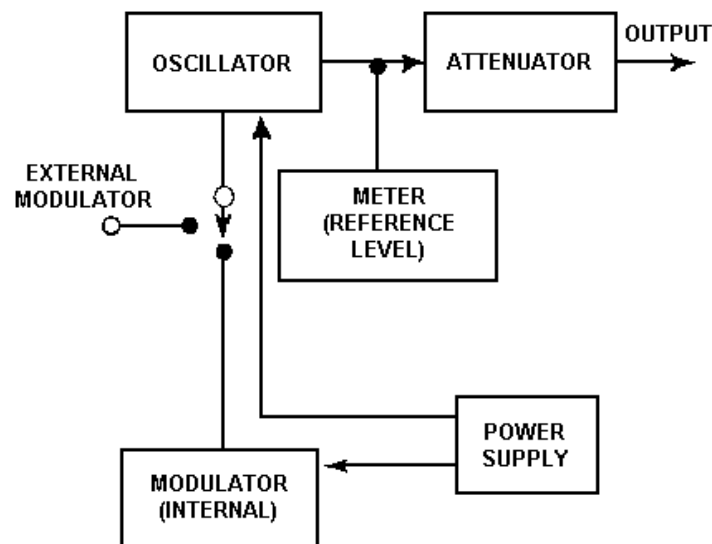 OUTPUT
OSCILLATOR
ATTENUATOR
EXTERNAL
MODULATOR
METER
(REFERENCE
LEVEL)
POWER
SUPPLY
MODULATOR
(INTERNAL)